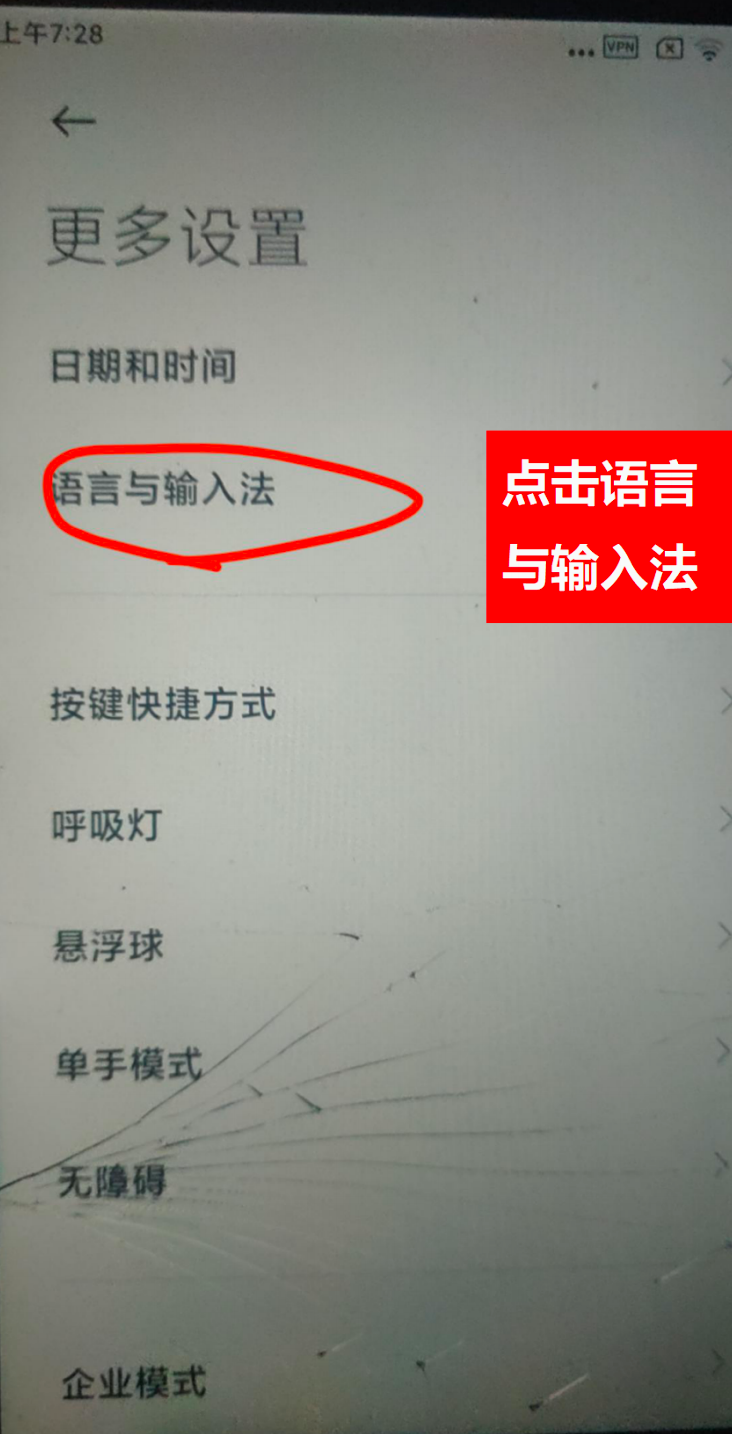 上午7:28
VPN
更多设置
日期和时间
语言与输入法
点击语言
与输入法
按键快捷方式
呼吸灯
悬浮球
单手模式
无障碍
企业模式